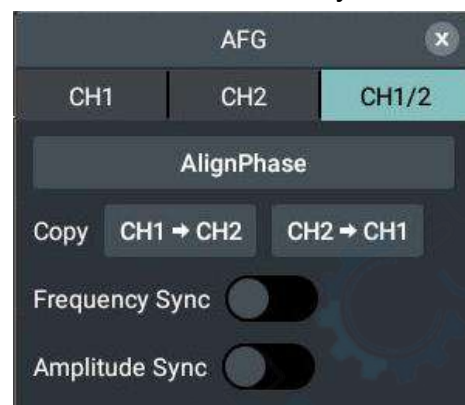 AFG
CH1 CH2 CH1/2
AlignPhase
Copy CH1 ➡ CH2 CH2 ➡ CH1
Frequency Sync
Amplitude Sync